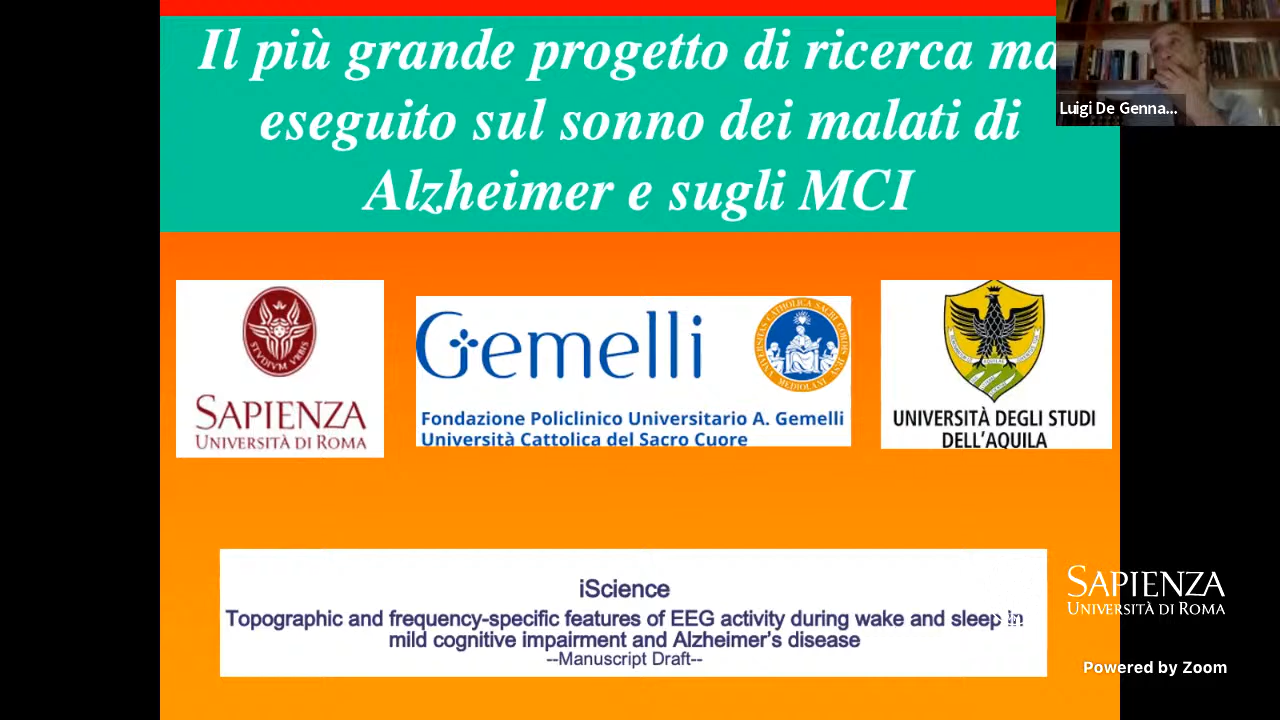 Il più grande progetto di ricerca ma
eseguito sul sonno dei malati di
Alzheimer e sugli MCI
Luigi De Genna...
STVDIVM VRBIS
SAPIENZA
UNIVERSITÀ DI ROMA
Gemelli
Fondazione Policlinico Universitario A. Gemelli
Università Cattolica del Sacro Cuore
UNIVERSITÀ DEGLI STUDI
DELL'AQUILA
iScience
Topographic and frequency-specific features of EEG activity during wake and sleep
mild cognitive impairment and Alzheimer's disease
--Manuscript Draft--
SAPIENZA
UNIVERSITÀ DI ROMA
Powered by Zoom